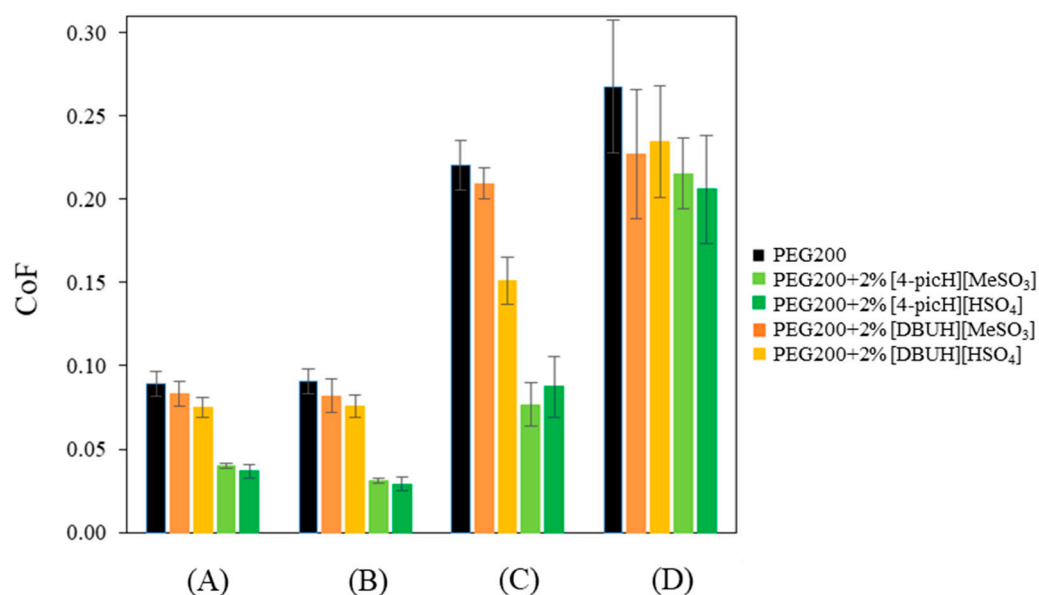 0.30
0.25
0.20
0.15
0.10
0.05
0.00
CoF
(A)
(B)
(C)
(D)
PEG200
PEG200+2% [4-picH][MeSO₃]
PEG200+2% [4-picH][HSO₄]
PEG200+2% [DBUH][MeSO₃]
PEG200+2% [DBUH][HSO₄]